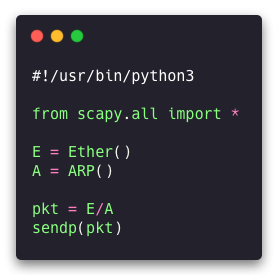 #!/usr/bin/python3
from scapy.all import *
E = Ether()
A = ARP()
pkt = E/A
sendp(pkt)